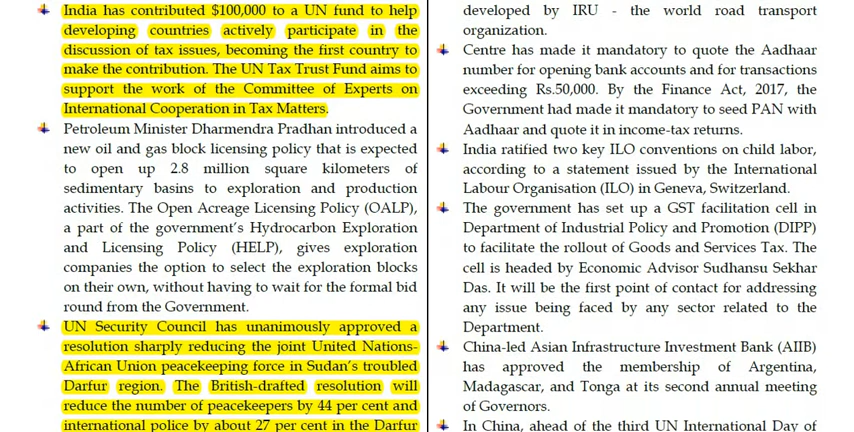 India has contributed $100,000 to a UN fund to help
developing countries actively participate in the
discussion of tax issues, becoming the first country to
make the contribution. The UN Tax Trust Fund aims to
support the work of the Committee of Experts on
International Cooperation in Tax Matters.
Petroleum Minister Dharmendra Pradhan introduced a
new oil and gas block licensing policy that is expected
to open up 2.8 million square kilometers of
sedimentary basins to exploration and production
activities. The Open Acreage Licensing Policy (OALP),
a part of the government's Hydrocarbon Exploration
and Licensing Policy (HELP), gives exploration
companies the option to select the exploration blocks
on their own, without having to wait for the formal bid
round from the Government.
UN Security Council has unanimously approved a
resolution sharply reducing the joint United Nations-
African Union peacekeeping force in Sudan's troubled
Darfur region. The British-drafted resolution will
reduce the number of peacekeepers by 44 per cent and
international police by about 27 per cent in the Darfur
developed by IRU - the world road transport
organization.
Centre has made it mandatory to quote the Aadhaar
number for opening bank accounts and for transactions
exceeding Rs.50,000. By the Finance Act, 2017, the
Government had made it mandatory to seed PAN with
Aadhaar and quote it in income-tax returns.
India ratified two key ILO conventions on child labor,
according to a statement issued by the International
Labour Organisation (ILO) in Geneva, Switzerland.
The government has set up a GST facilitation cell in
Department of Industrial Policy and Promotion (DIPP)
to facilitate the rollout of Goods and Services Tax. The
cell is headed by Economic Advisor Sudhansu Sekhar
Das. It will be the first point of contact for addressing
any issue being faced by any sector related to the
Department.
China-led Asian Infrastructure Investment Bank (AIIB)
has approved the membership of Argentina,
Madagascar, and Tonga at its second annual meeting
of Governors.
In China, ahead of the third UN International Day of